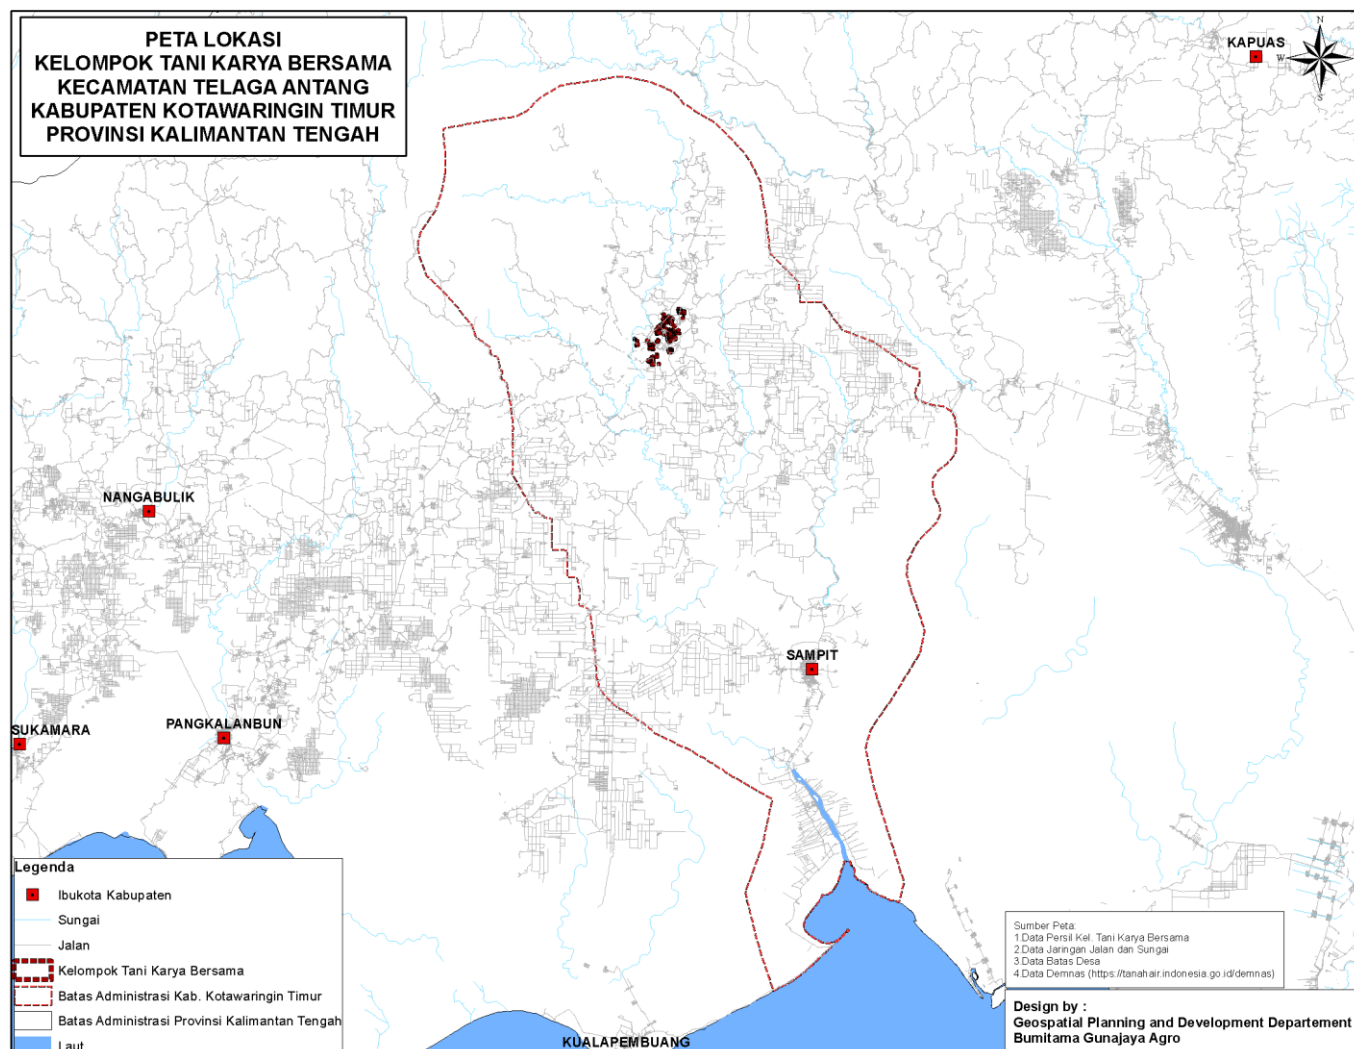 PETA LOKASI
KELOMPOK TANI KARYA BERSAMA
KECAMATAN TELAGA ANTANG
KABUPATEN KOTAWARINGIN TIMUR
PROVINSI KALIMANTAN TENGAH
KAPUAS
N
W
S
NANGABULIK
SAMPIT
SUKAMARA
PANGKALANBUN
KUALAPEMBUANG
Legenda
Ibukota Kabupaten
Sungai
Jalan
Kelompok Tani Karya Bersama
Batas Administrasi Kab. Kotawaringin Timur
Batas Administrasi Provinsi Kalimantan Tengah
Laut
Sumber Peta:
1.Data Persil Kel. Tani Karya Bersama
2.Data Jaringan Jalan dan Sungai
3.Data Batas Desa
4.Data Demnas (https://tanahair.indonesia.go.id/demnas)
Design by :
Geospatial Planning and Development Departement
Bumitama Gunajaya Agro